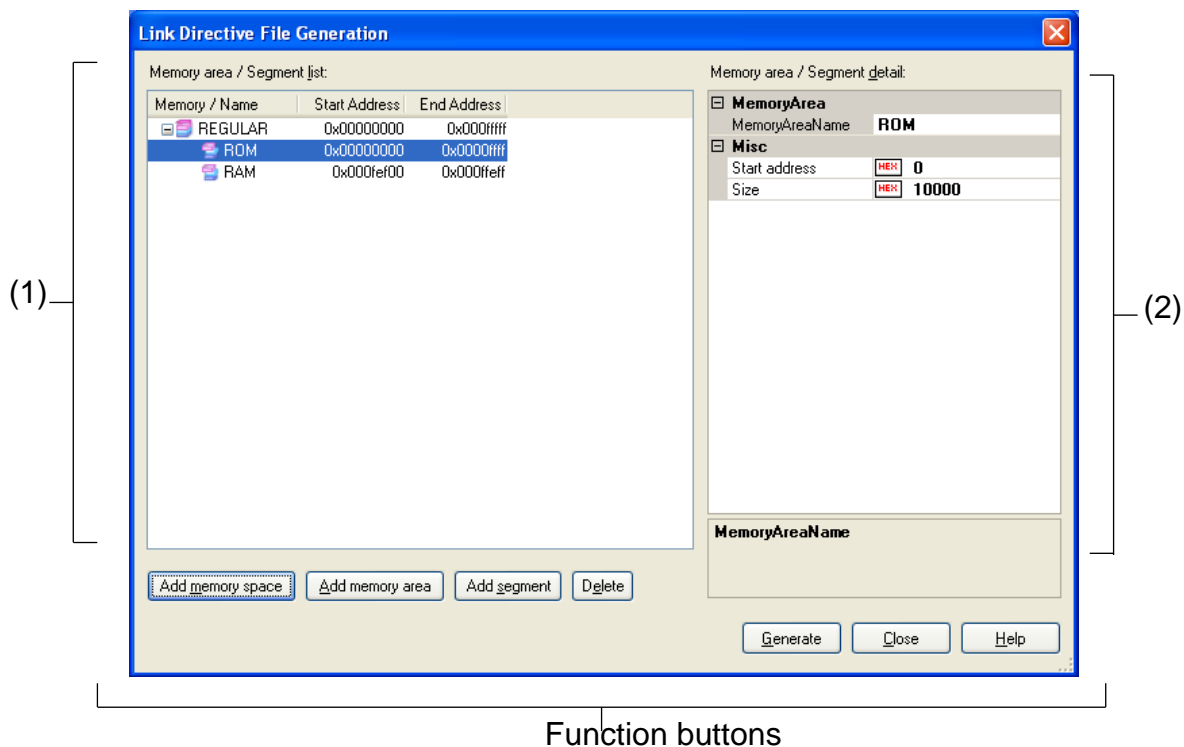 Link Directive File Generation
Memory area / Segment list:
Memory / Name Start Address End Address
REGULAR 0x00000000 0x000fffff
ROM 0x00000000 0x0000ffff
RAM 0x000fef00 0x000ffeff
Add memory space Add memory area Add segment Delete
Memory area / Segment detail:
MemoryArea
MemoryAreaName ROM
Misc
Start address HEX 0
Size HEX 10000
MemoryAreaName
Generate Close Help
(1)
(2)
Function buttons